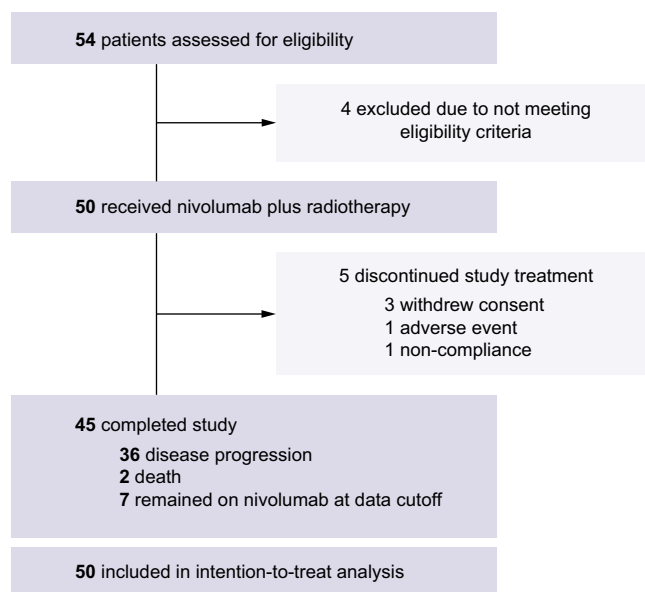 54 patients assessed for eligibility
4 excluded due to not meeting
eligibility criteria
50 received nivolumab plus radiotherapy
5 discontinued study treatment
3 withdrew consent
1 adverse event
1 non-compliance
45 completed study
36 disease progression
2 death
7 remained on nivolumab at data cutoff
50 included in intention-to-treat analysis